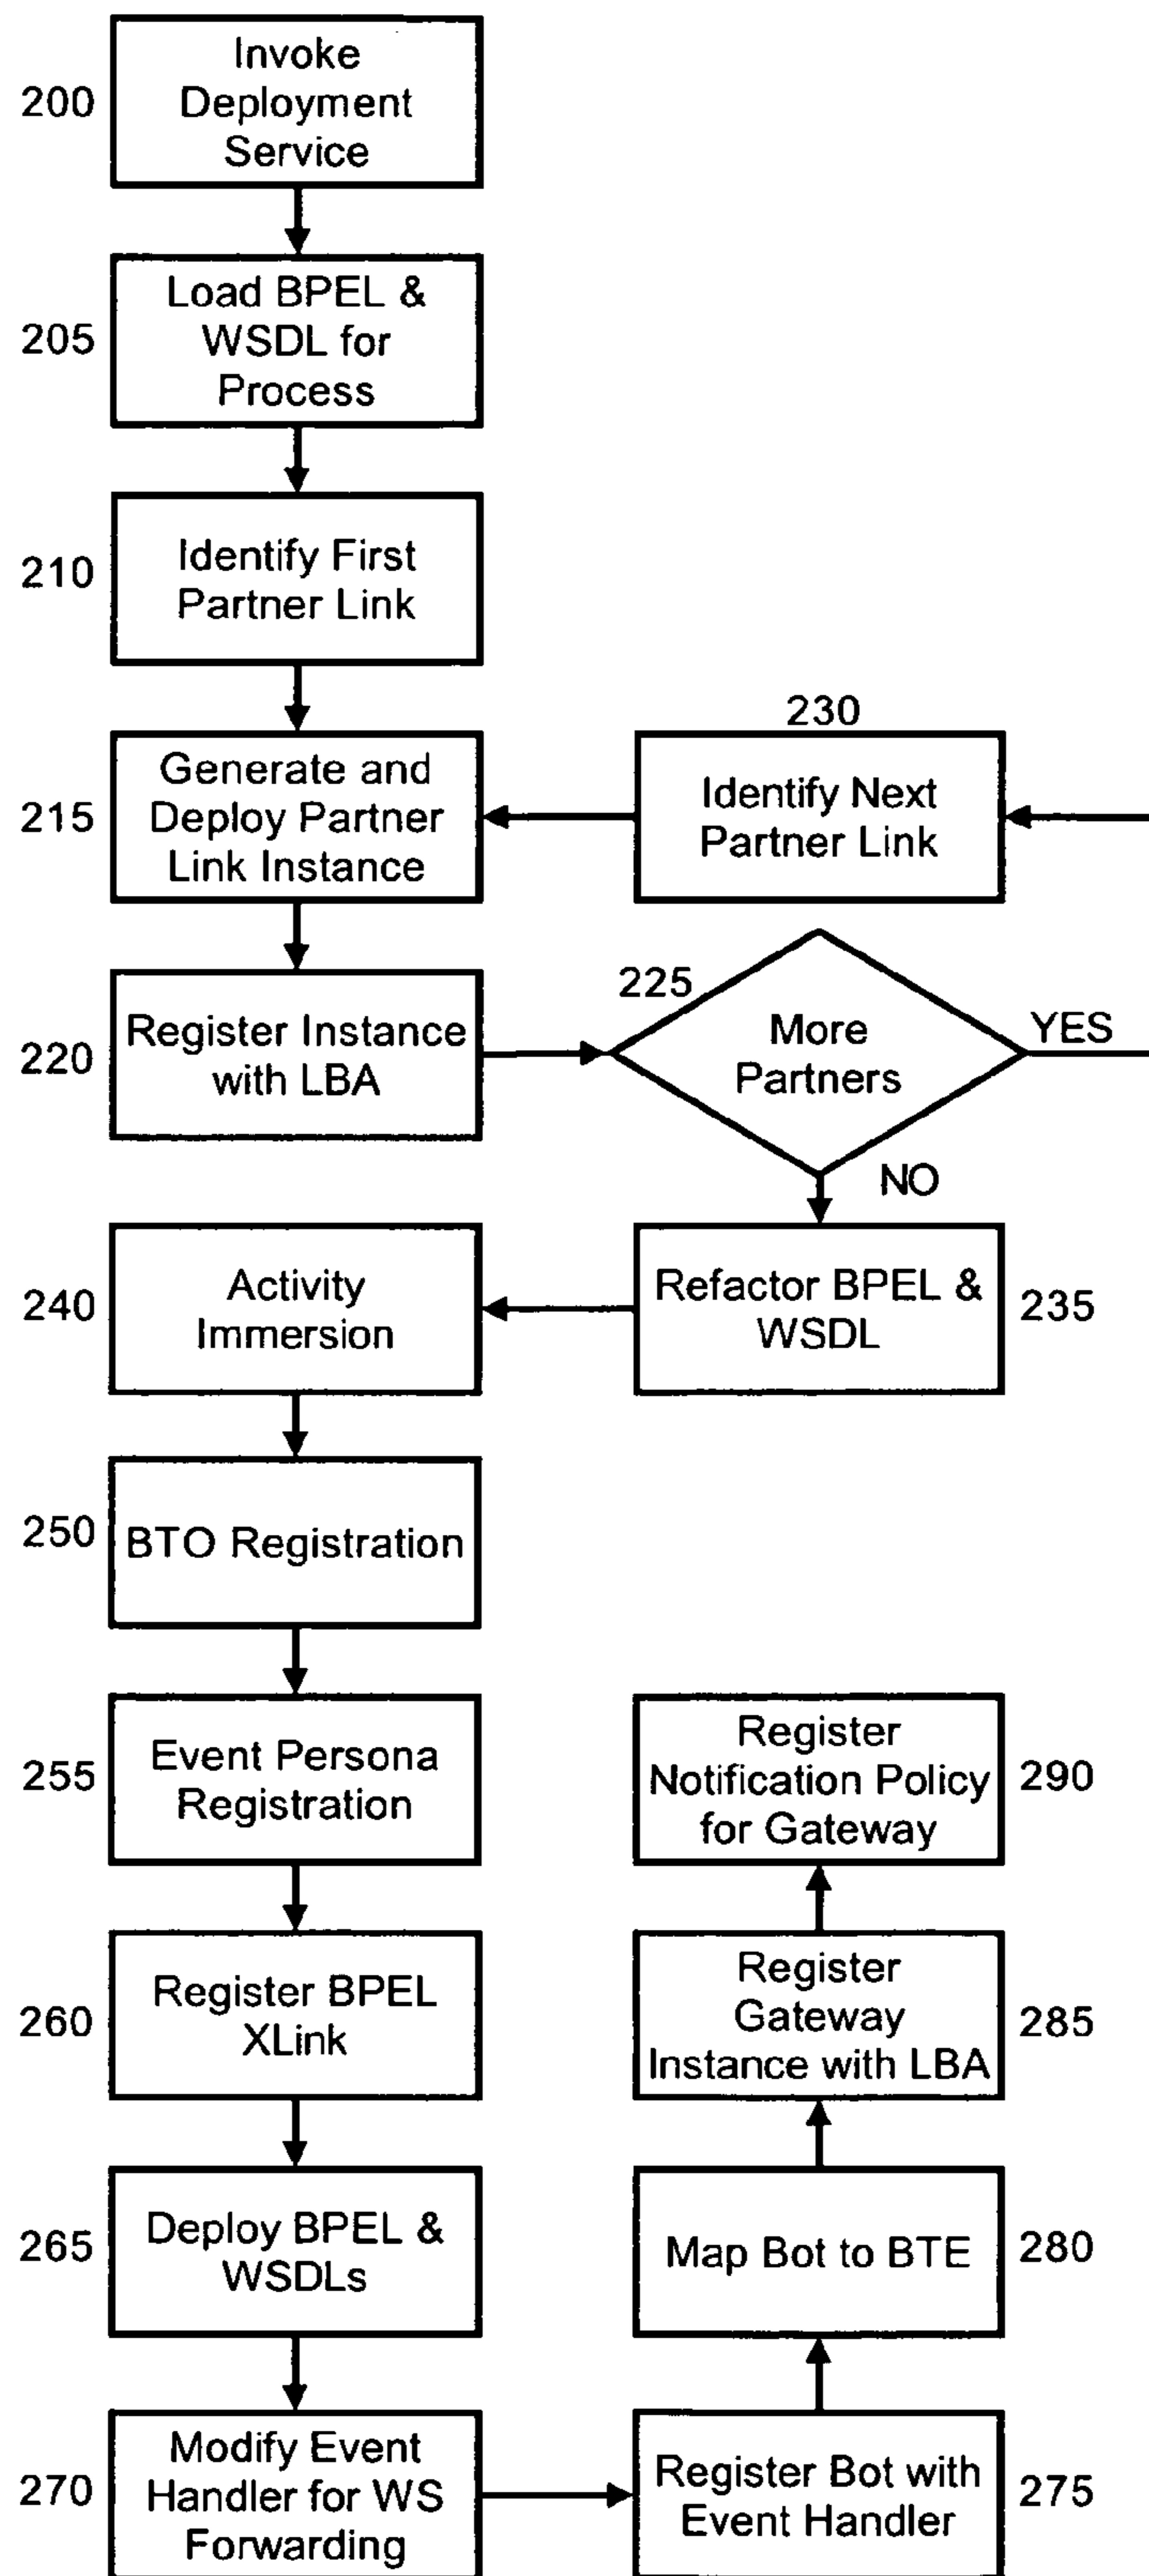 200
Invoke
Deployment
Service
205
Load BPEL &
WSDL for
Process
210
Identify First
Partner Link
215
Generate and
Deploy Partner
Link Instance
230
Identify Next
Partner Link
220
Register Instance
with LBA
225
More
Partners
YES
NO
240
Activity
Immersion
Refactor BPEL &
WSDL
235
250
BTO Registration
255
Event Persona
Registration
Register
Notification Policy
for Gateway
290
260
Register BPEL
XLink
Register
Gateway
Instance with LBA
285
265
Deploy BPEL &
WSDLs
Map Bot to BTE
280
270
Modify Event
Handler for WS
Forwarding
Register Bot with
Event Handler
275